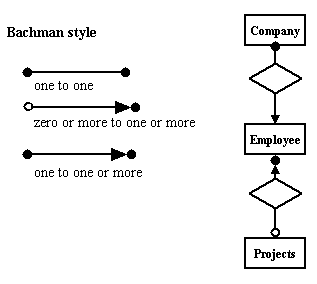 Bachman style
one to one
zero or more to one or more
one to one or more
Company
Employee
Projects